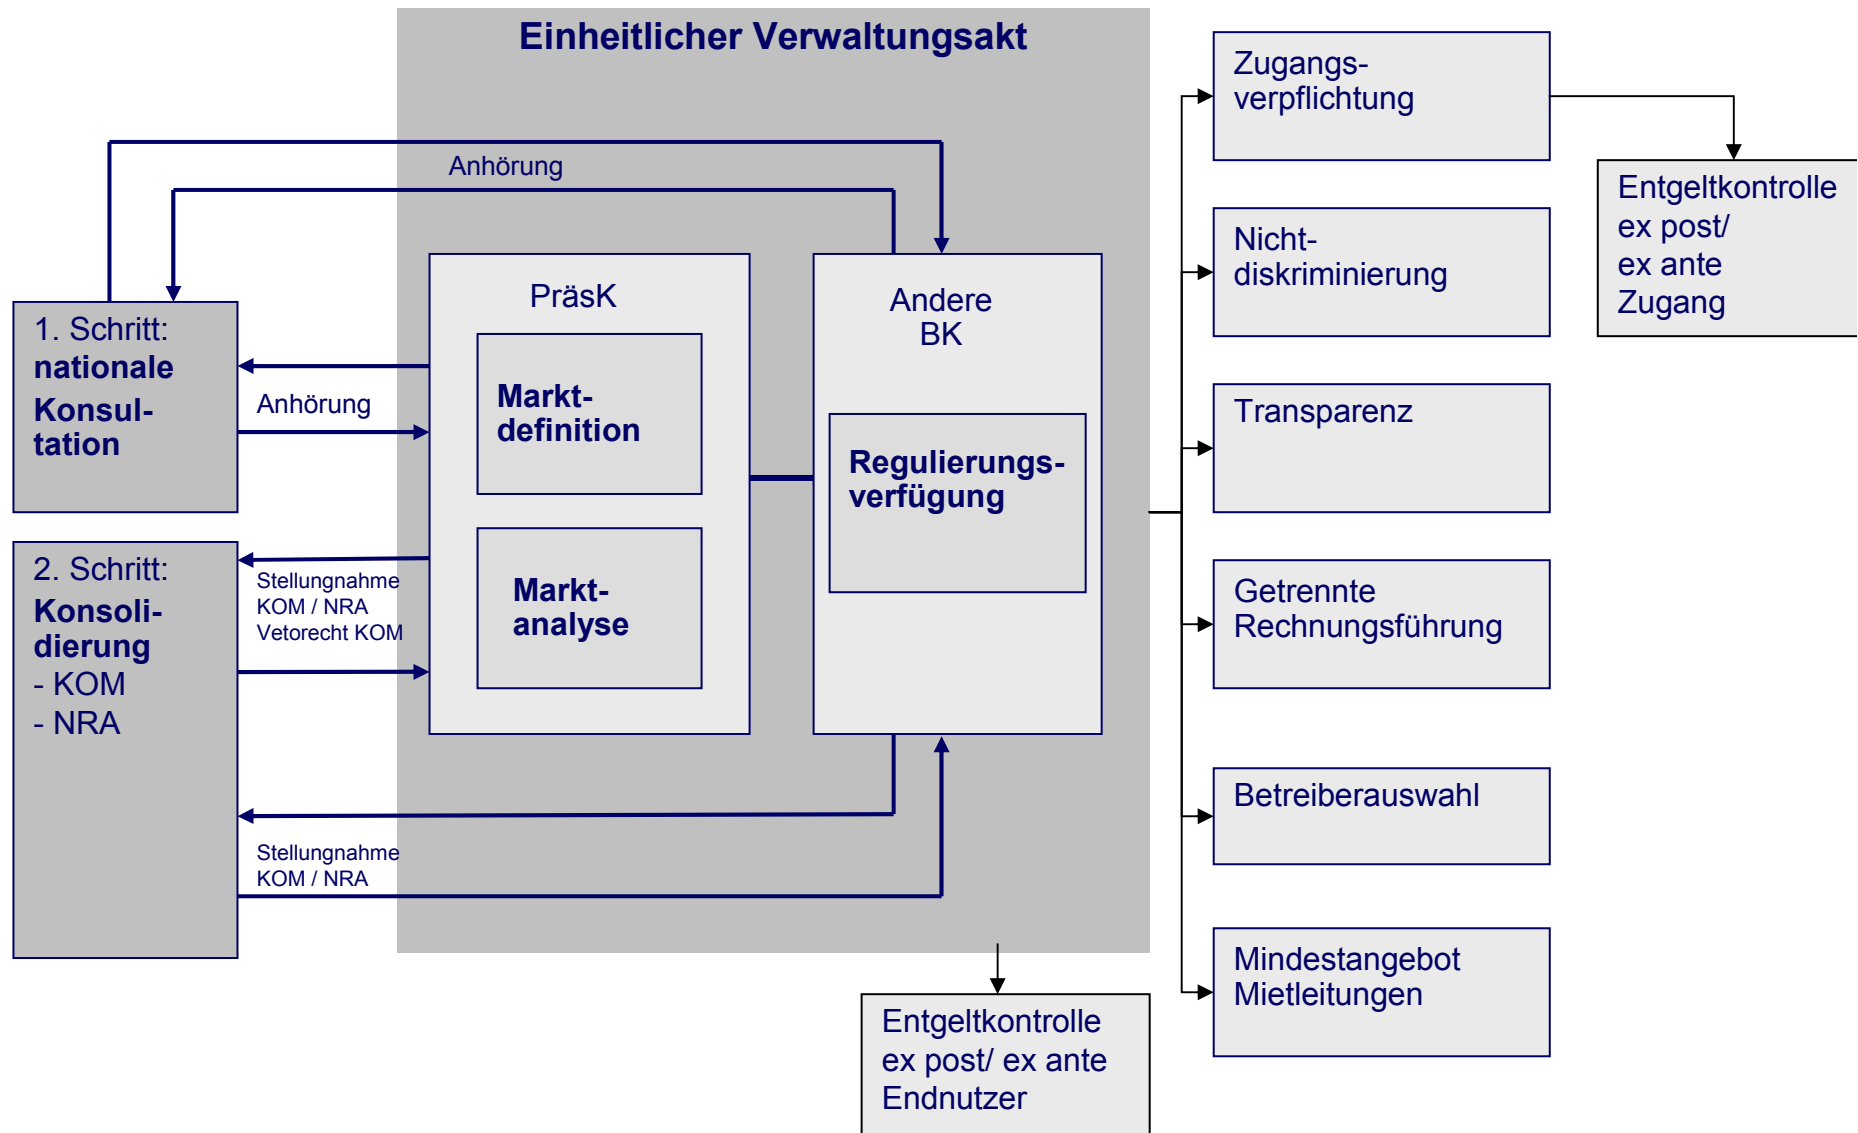 Einheitlicher Verwaltungsakt
Anhörung
1. Schritt:
nationale
Konsul-
tation
Anhörung
2. Schritt:
Konsoli-
dierung
- KOM
- NRA
Stellungnahme
KOM / NRA
Vetorecht KOM
Stellungnahme
KOM / NRA
PräsK
Markt-
definition
Markt-
analyse
Andere
BK
Regulierungs-
verfügung
Zugangs-
verpflichtung
Nicht-
diskriminierung
Transparenz
Getrennte
Rechnungsführung
Betreiberauswahl
Mindestangebot
Mietleitungen
Entgeltkontrolle
ex post/
ex ante
Zugang
Entgeltkontrolle
ex post/ ex ante
Endnutzer